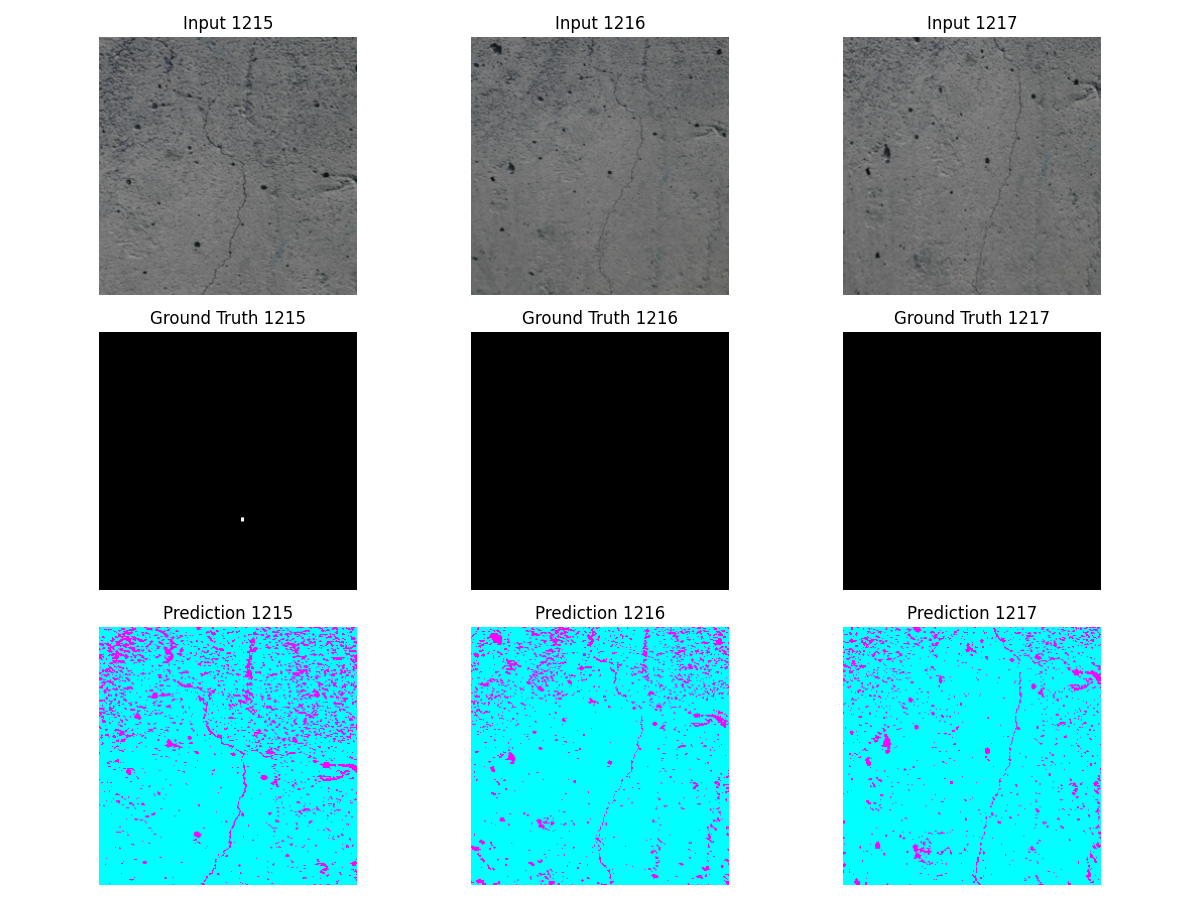 Input 1215
Input 1216
Input 1217
Ground Truth 1215
Ground Truth 1216
Ground Truth 1217
Prediction 1215
Prediction 1216
Prediction 1217